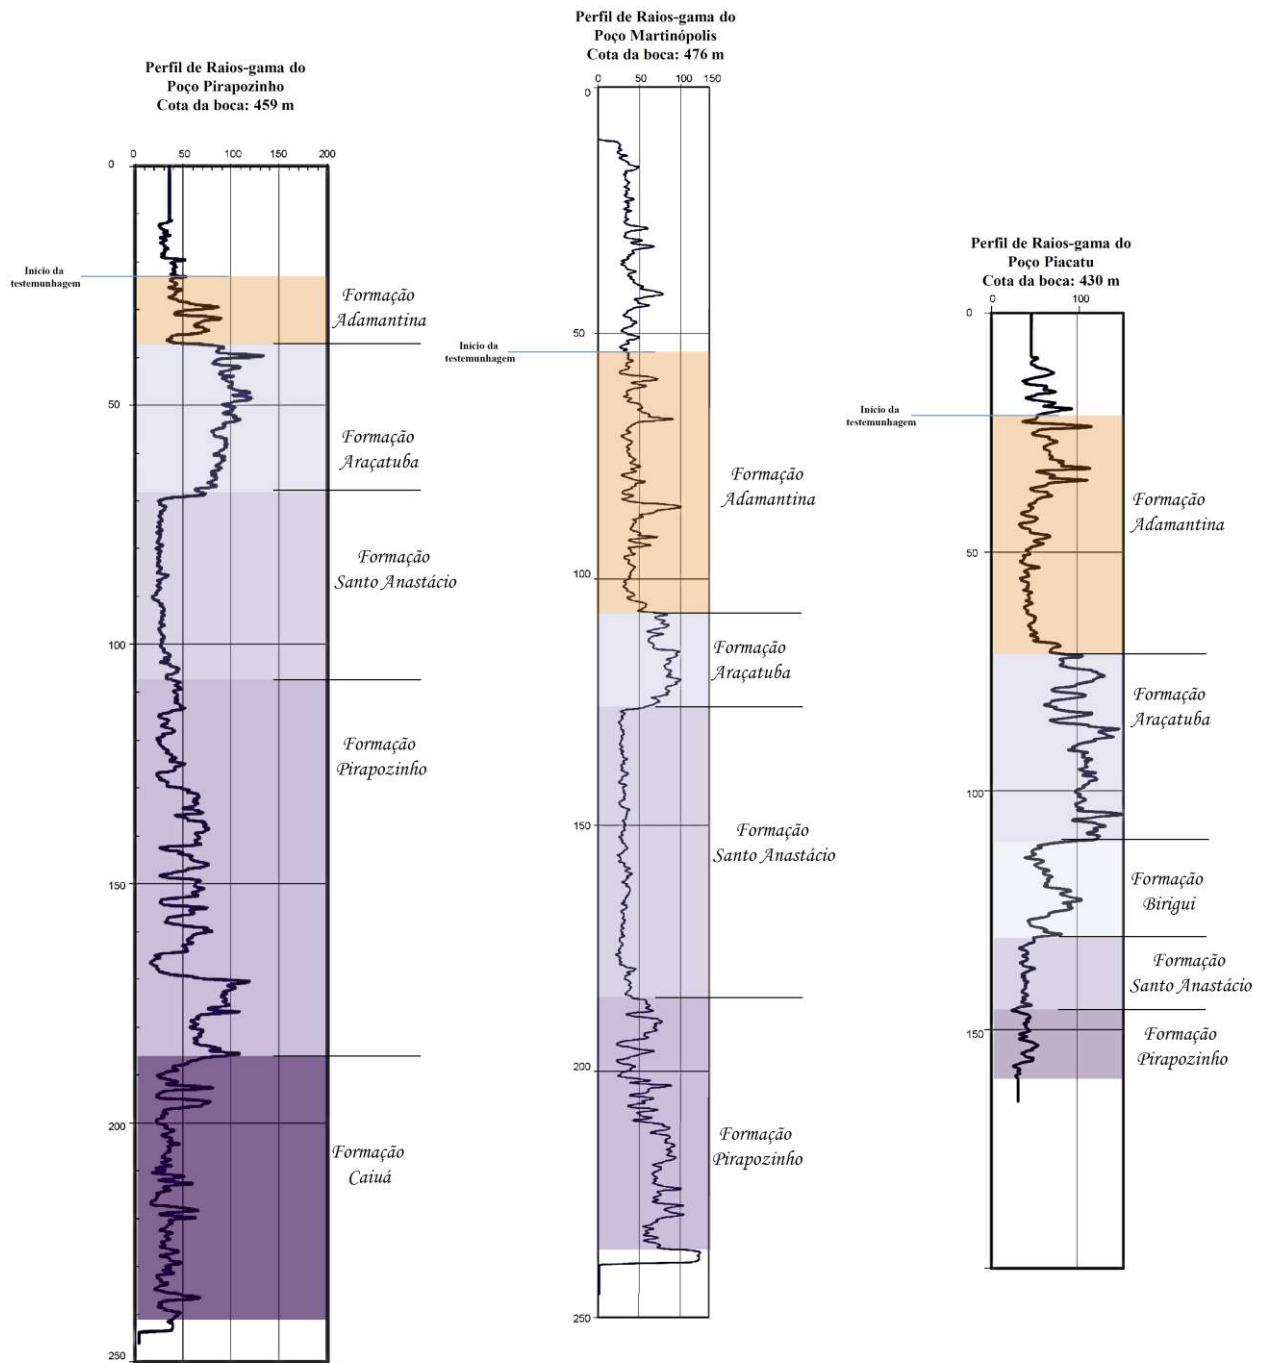 Perfil de Raios-gama do
Poço Pirapozinho
Cota da boca: 459 m
0 50 100 150 200
0
Início da
testemunhagem
50
100
150
200
250
Formação
Adamantina
Formação
Araçatuba
Formação
Santo Anastácio
Formação
Pirapozinho
Formação
Caiuá
Perfil de Raios-gama do
Poço Martinópolis
Cota da boca: 476 m
0 50 100 150
0
50
Início da
testemunhagem
100
150
200
250
Formação
Adamantina
Formação
Araçatuba
Formação
Santo Anastácio
Formação
Pirapozinho
Perfil de Raios-gama do
Poço Piacatu
Cota da boca: 430 m
0 100
0
Início da
testemunhagem
50
100
150
Formação
Adamantina
Formação
Araçatuba
Formação
Birigui
Formação
Santo Anastácio
Formação
Pirapozinho